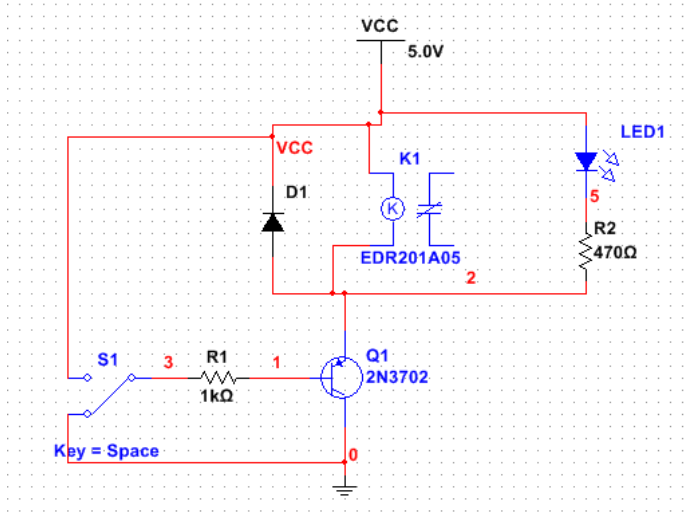 VCC
5.0V
LED1
VCC
K1
D1
K
5
R2
470Ω
EDR201A05
2
S1
3
R1
1
Q1
2N3702
1kΩ
Key = Space
0